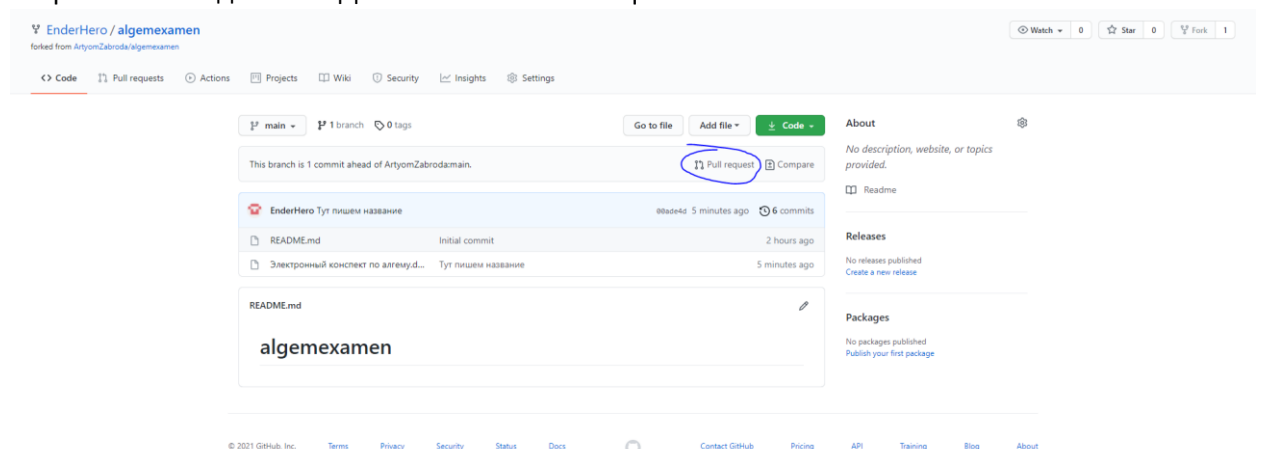 EnderHero / algemexamen
forked from ArtyomZabroda/algemexamen
Watch 0 Star 0 Fork 1
Code Pull requests Actions Projects Wiki Security Insights Settings
main 1 branch 0 tags Go to file Add file Code
This branch is 1 commit ahead of ArtyomZabroda:main. Pull request Compare
EnderHero Тут пишем название 00ade4d 5 minutes ago 6 commits
README.md Initial commit 2 hours ago
Электронный конспект по алгему.d... Тут пишем название 5 minutes ago
README.md
algemexamen
About
No description, website, or topics
provided.
Readme
Releases
No releases published
Create a new release
Packages
No packages published
Publish your first package
© 2021 GitHub, Inc. Terms Privacy Security Status Docs Contact GitHub Pricing API Training Blog About